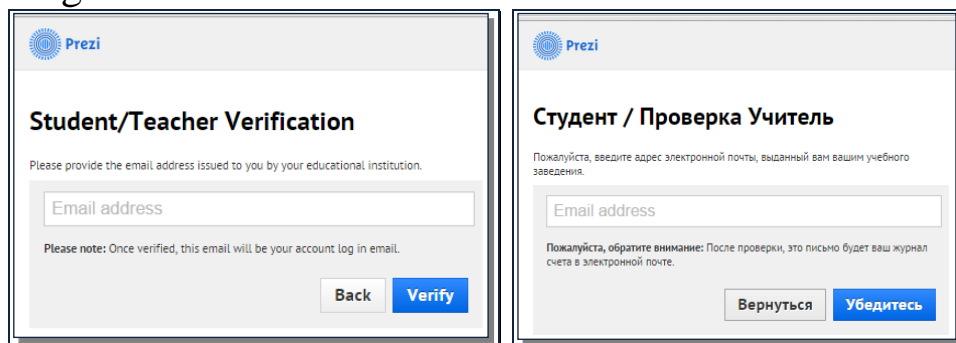 Prezi
Student/Teacher Verification
Please provide the email address issued to you by your educational institution.
Email address
Please note: Once verified, this email will be your account log in email.
Back Verify
Prezi
Студент / Проверка Учитель
Пожалуйста, введите адрес электронной почты, выданный вам вашим учебного
заведения.
Email address
Пожалуйста, обратите внимание: После проверки, это письмо будет ваш журнал
счета в электронной почте.
Вернуться Убедитесь